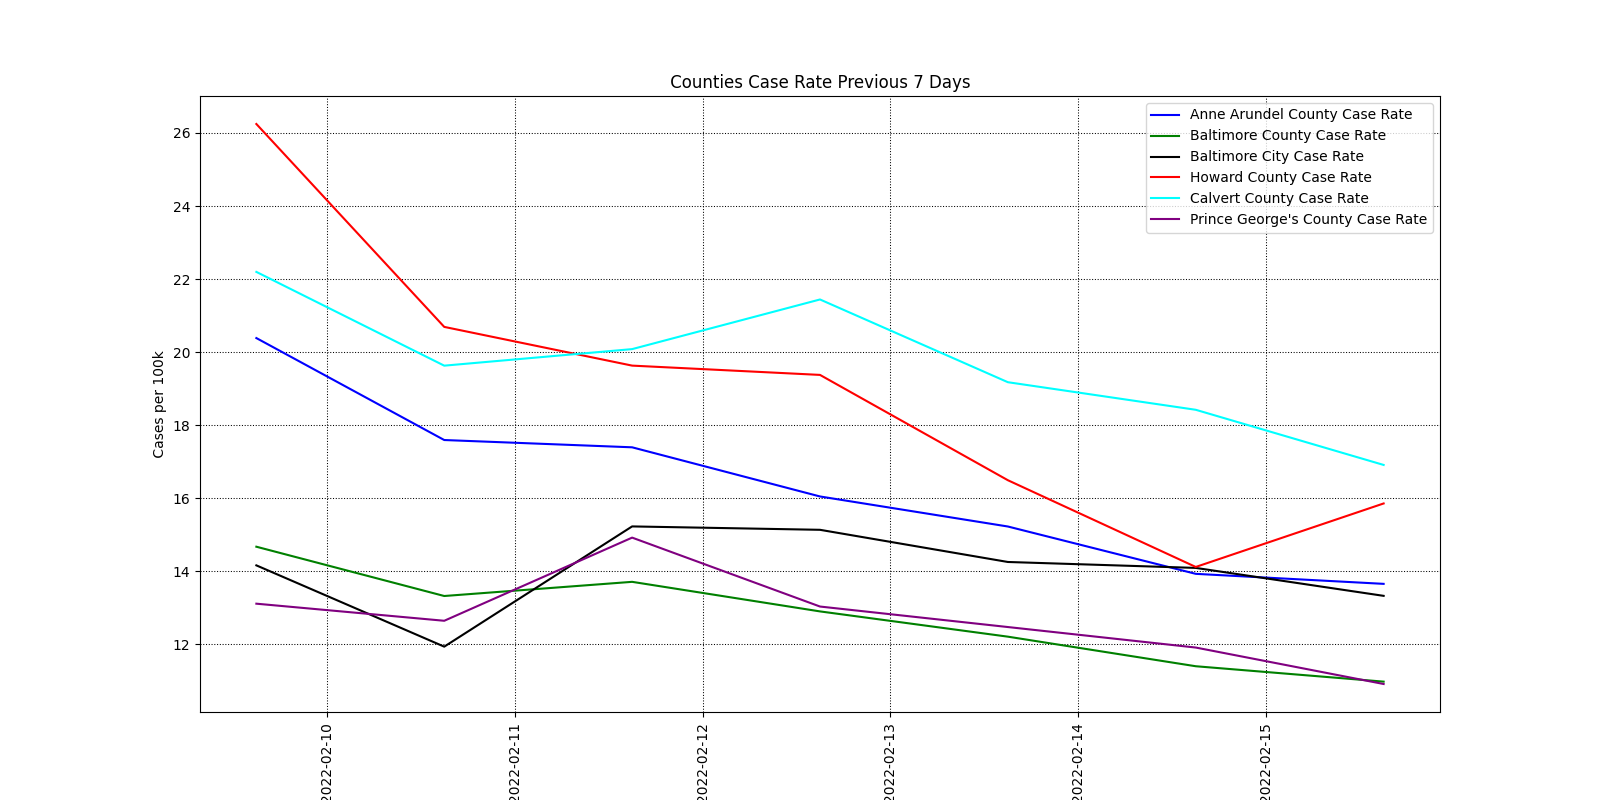 Counties Case Rate Previous 7 Days
Anne Arundel County Case Rate
Baltimore County Case Rate
Baltimore City Case Rate
Howard County Case Rate
Calvert County Case Rate
Prince George's County Case Rate
Cases per 100k
26
24
22
20
18
16
14
12
2022-02-10
2022-02-11
2022-02-12
2022-02-13
2022-02-14
2022-02-15